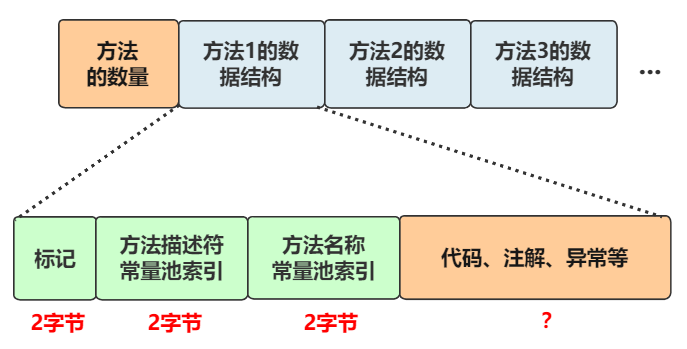 方法
的数量
方法1的数
据结构
方法2的数
据结构
方法3的数
据结构
...
标记
方法描述符
常量池索引
方法名称
常量池索引
代码、注解、异常等
2字节
2字节
2字节
?